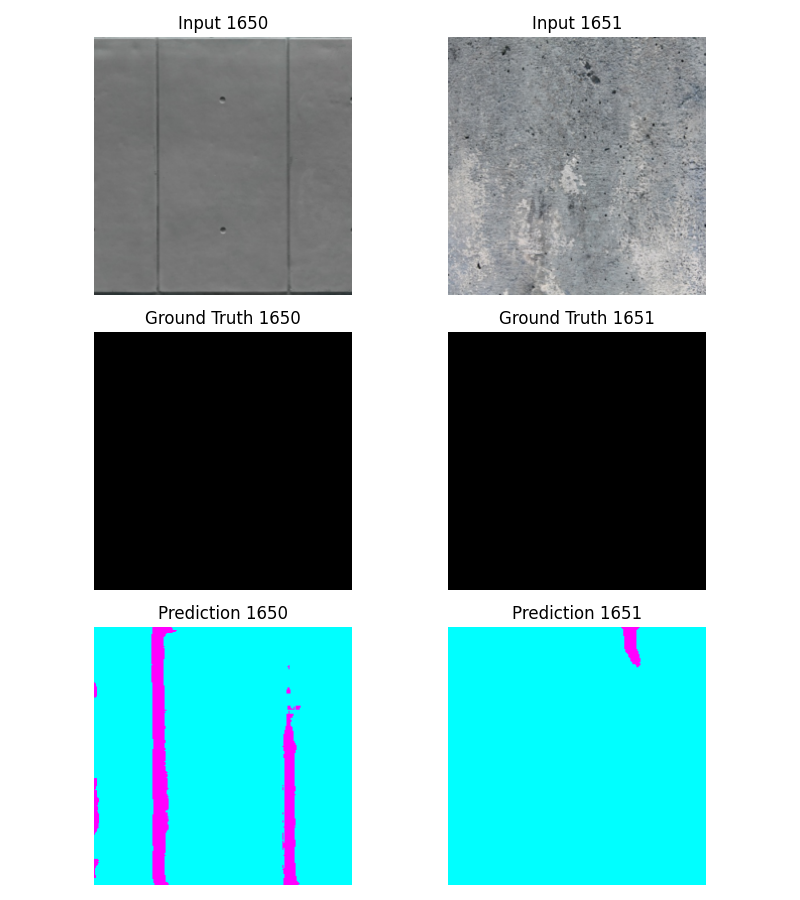 Input 1650
Input 1651
Ground Truth 1650
Ground Truth 1651
Prediction 1650
Prediction 1651